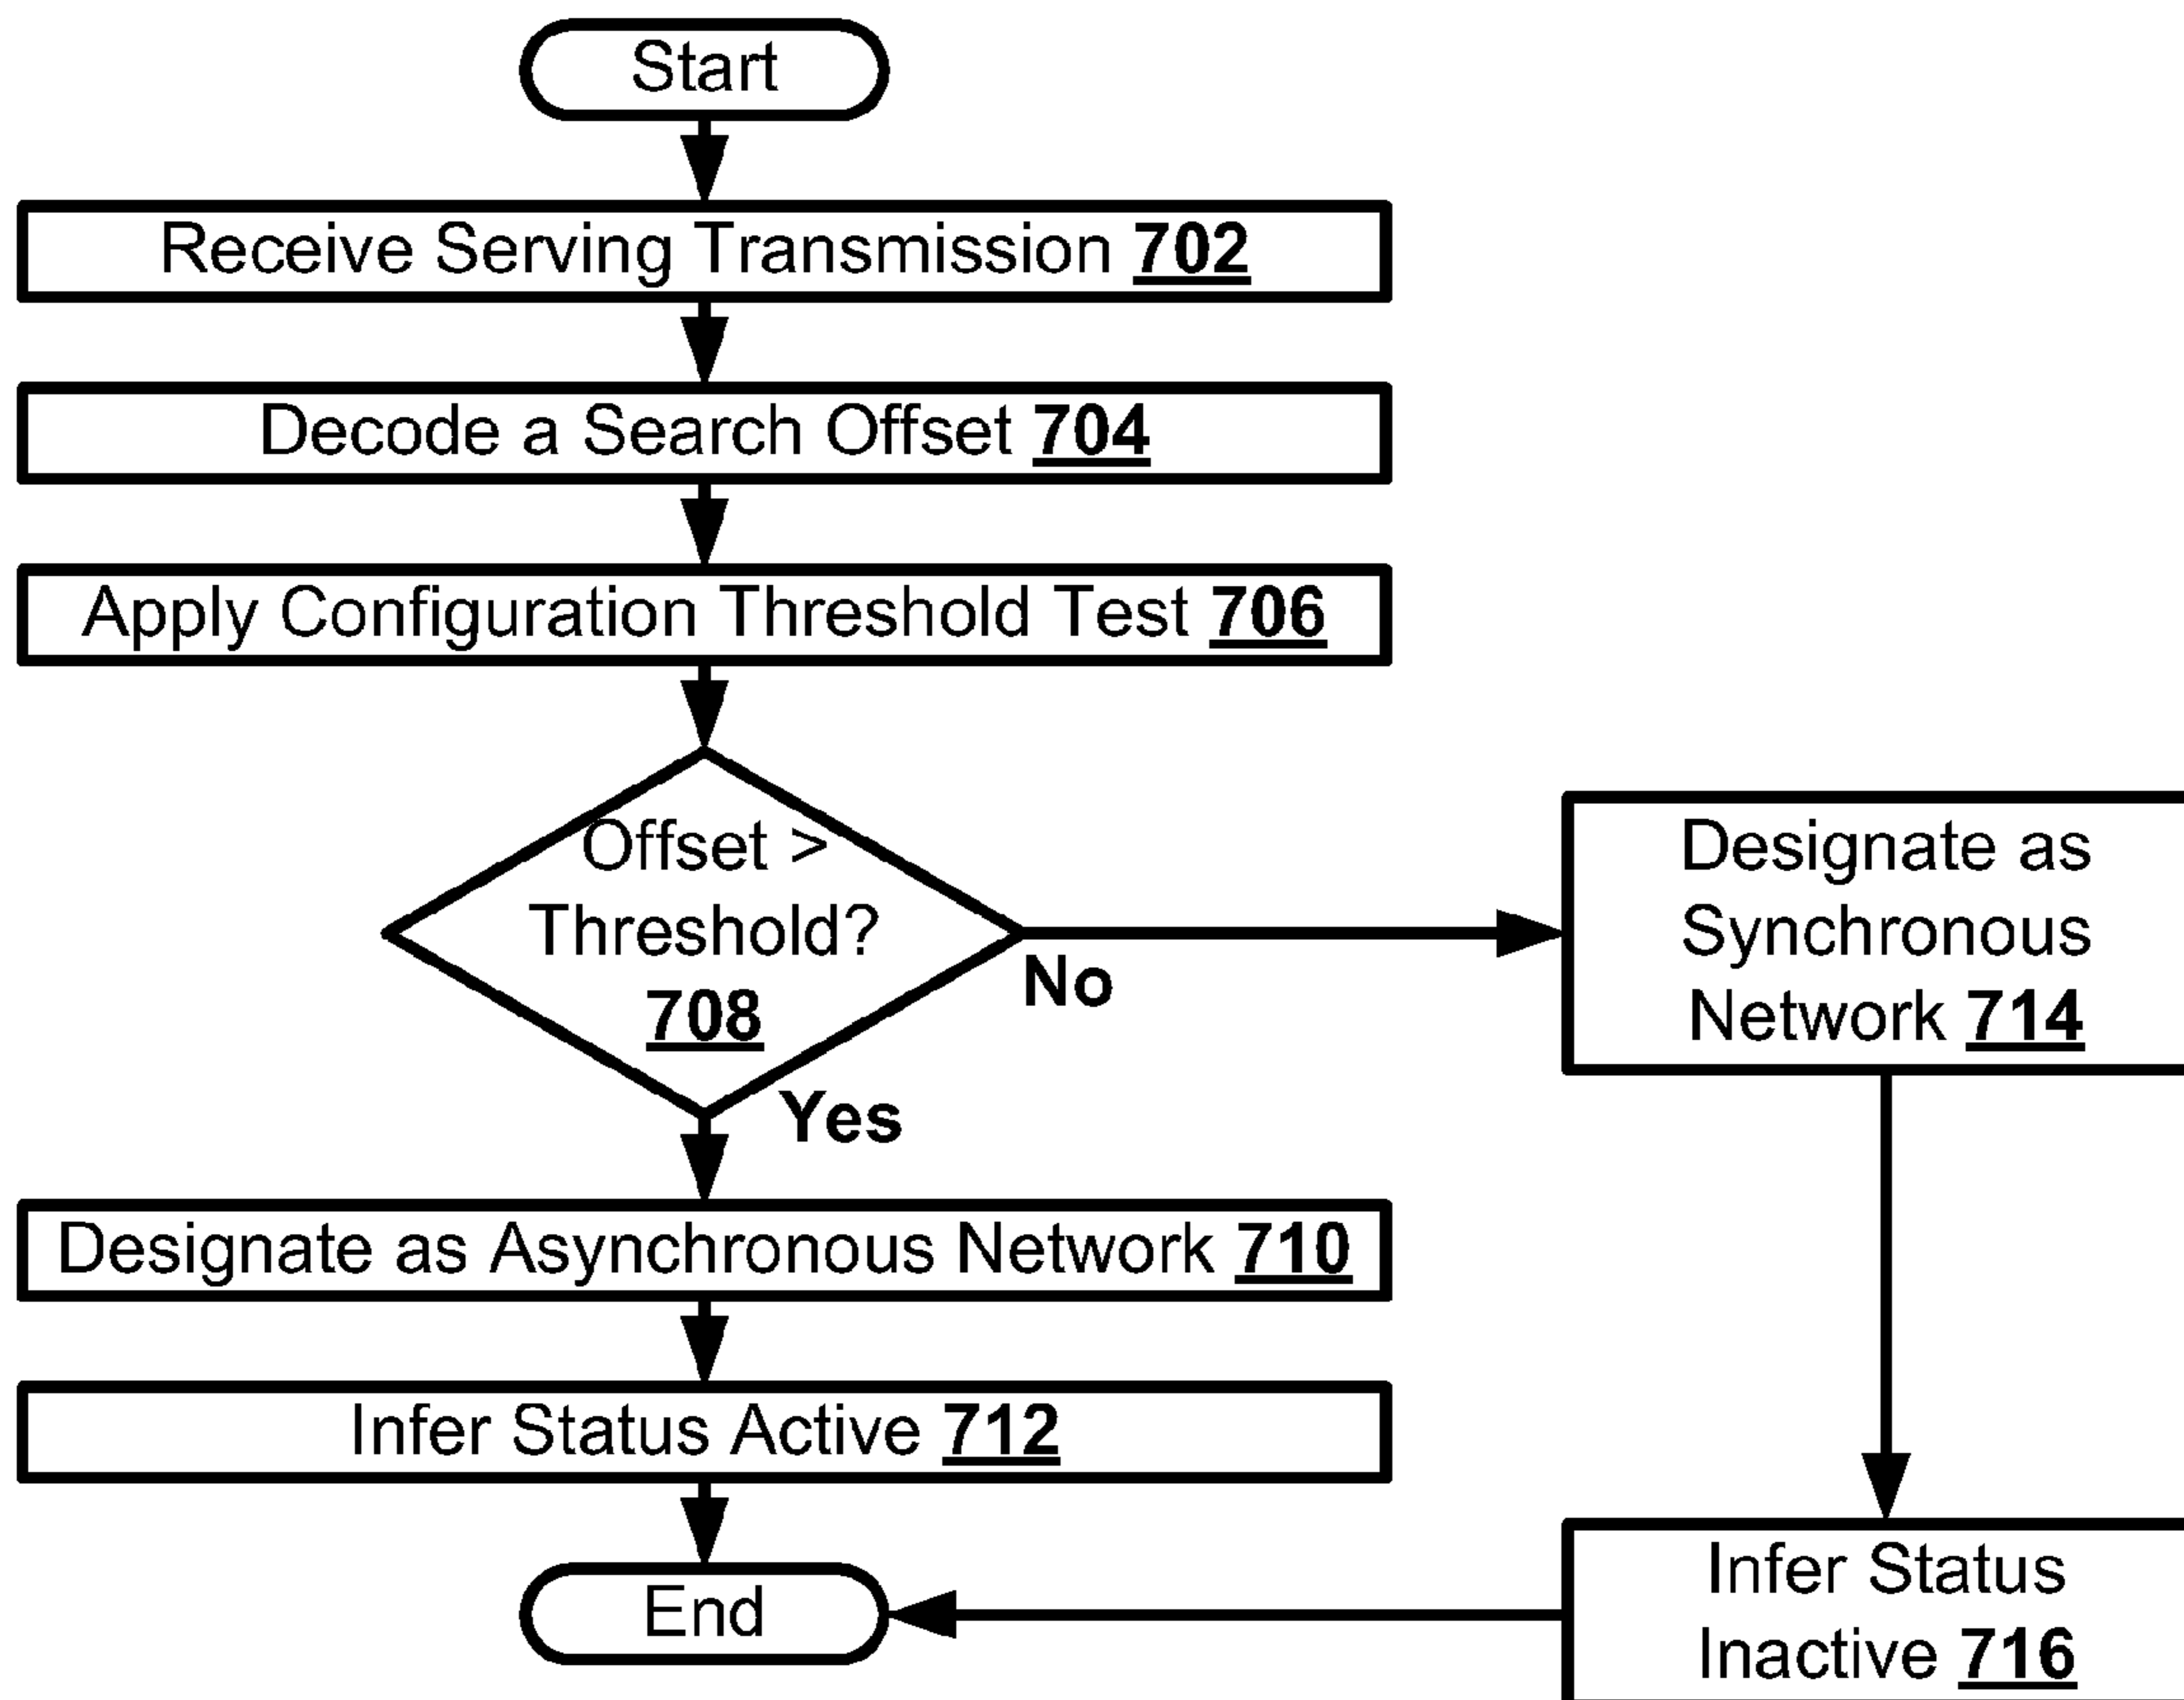 Start
Receive Serving Transmission 702
Decode a Search Offset 704
Apply Configuration Threshold Test 706
Offset >
Threshold?
708
No
Yes
Designate as
Synchronous
Network 714
Designate as Asynchronous Network 710
Infer Status Active 712
Infer Status
Inactive 716
End